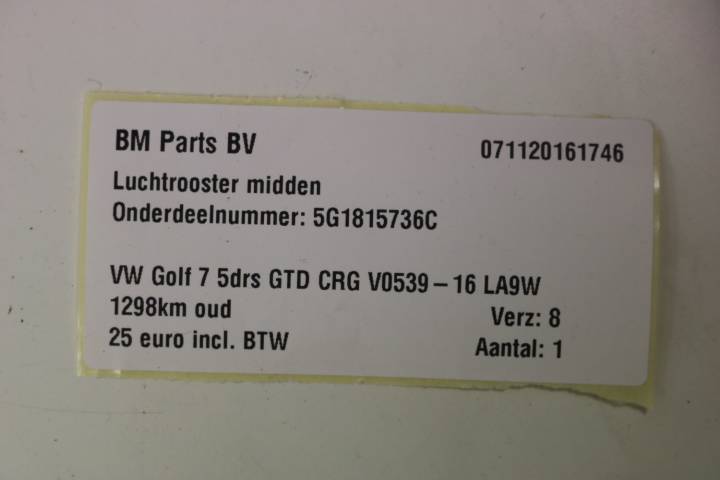 BM Parts BV 071120161746
Luchtrooster midden
Onderdeelnummer: 5G1815736C
VW Golf 7 5drs GTD CRG V0539 – 16 LA9W
1298km oud Verz: 8
25 euro incl. BTW Aantal: 1